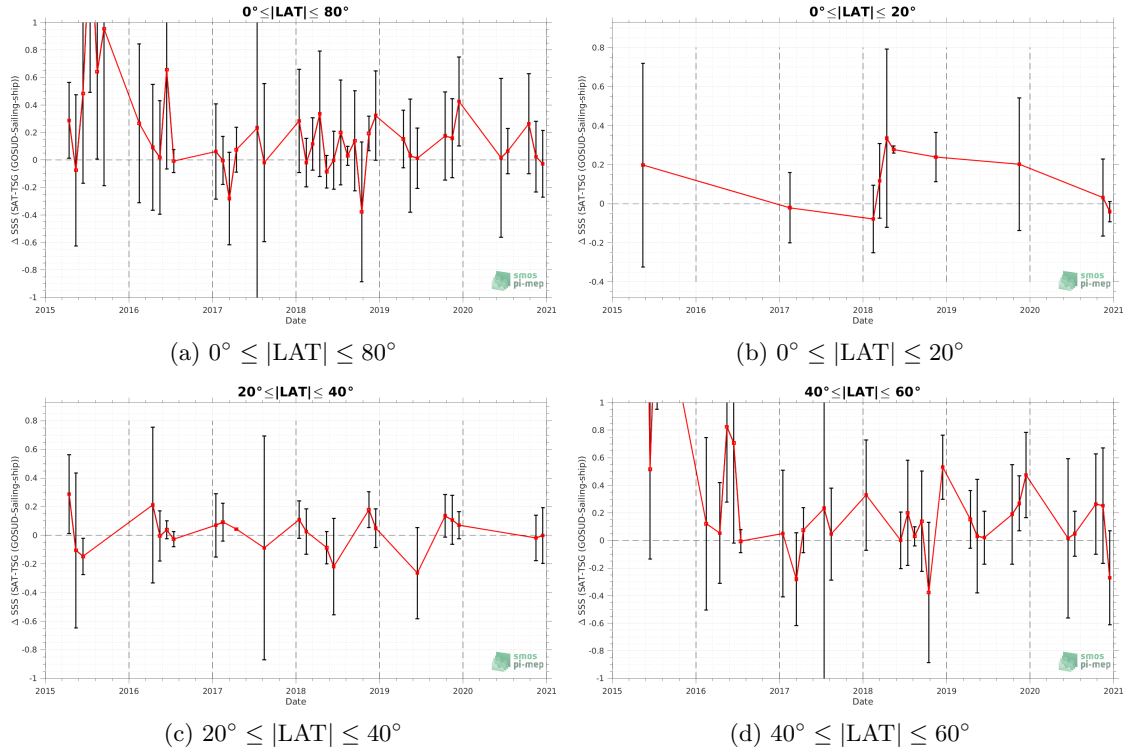 0°≤|LAT|≤ 80°
Δ SSS (SAT-TSG (GOSUD-Sailing-ship))
1
0.8
0.6
0.4
0.2
0
-0.2
-0.4
-0.6
-0.8
-1
2015 2016 2017 2018 2019 2020 2021
Date
smos
pi-mep
(a) 0° ≤ |LAT| ≤ 80°
0°≤|LAT|≤ 20°
Δ SSS (SAT-TSG (GOSUD-Sailing-ship))
0.8
0.6
0.4
0.2
0
-0.2
-0.4
2015 2016 2017 2018 2019 2020 2021
Date
smos
pi-mep
(b) 0° ≤ |LAT| ≤ 20°
20°≤|LAT|≤ 40°
Δ SSS (SAT-TSG (GOSUD-Sailing-ship))
0.8
0.6
0.4
0.2
0
-0.2
-0.4
-0.6
-0.8
-1
2015 2016 2017 2018 2019 2020 2021
Date
smos
pi-mep
(c) 20° ≤ |LAT| ≤ 40°
40°≤|LAT|≤ 60°
Δ SSS (SAT-TSG (GOSUD-Sailing-ship))
1
0.8
0.6
0.4
0.2
0
-0.2
-0.4
-0.6
-0.8
-1
2015 2016 2017 2018 2019 2020 2021
Date
smos
pi-mep
(d) 40° ≤ |LAT| ≤ 60°